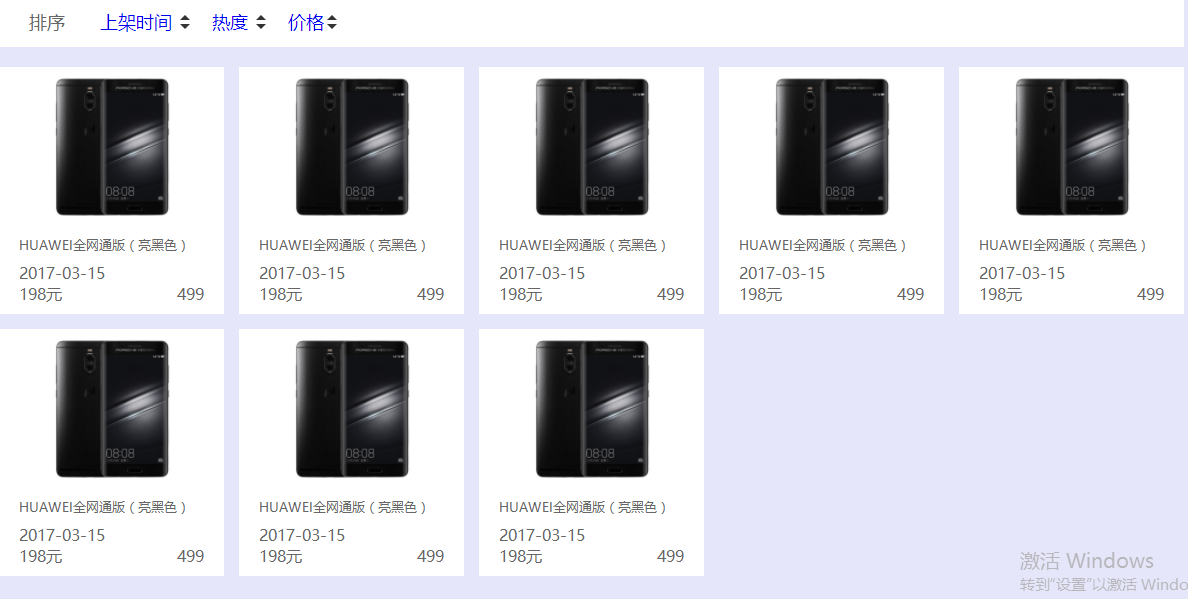 排序 上架时间 热度 价格
08:08 08:08 08:08 08:08 08:08
HUAWEI全网通版（亮黑色） HUAWEI全网通版（亮黑色） HUAWEI全网通版（亮黑色） HUAWEI全网通版（亮黑色） HUAWEI全网通版（亮黑色）
2017-03-15 2017-03-15 2017-03-15 2017-03-15 2017-03-15
198元 499 198元 499 198元 499 198元 499 198元 499
08:08 08:08 08:08
HUAWEI全网通版（亮黑色） HUAWEI全网通版（亮黑色） HUAWEI全网通版（亮黑色）
2017-03-15 2017-03-15 2017-03-15
198元 499 198元 499 198元 499
激活 Windows
转到"设置"以激活 Windo